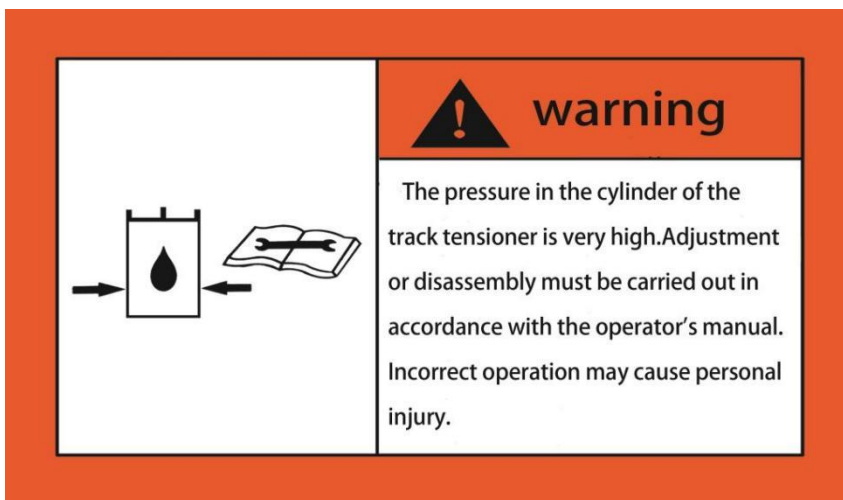 warning
The pressure in the cylinder of the
track tensioner is very high.Adjustment
or disassembly must be carried out in
accordance with the operator's manual.
Incorrect operation may cause personal
injury.